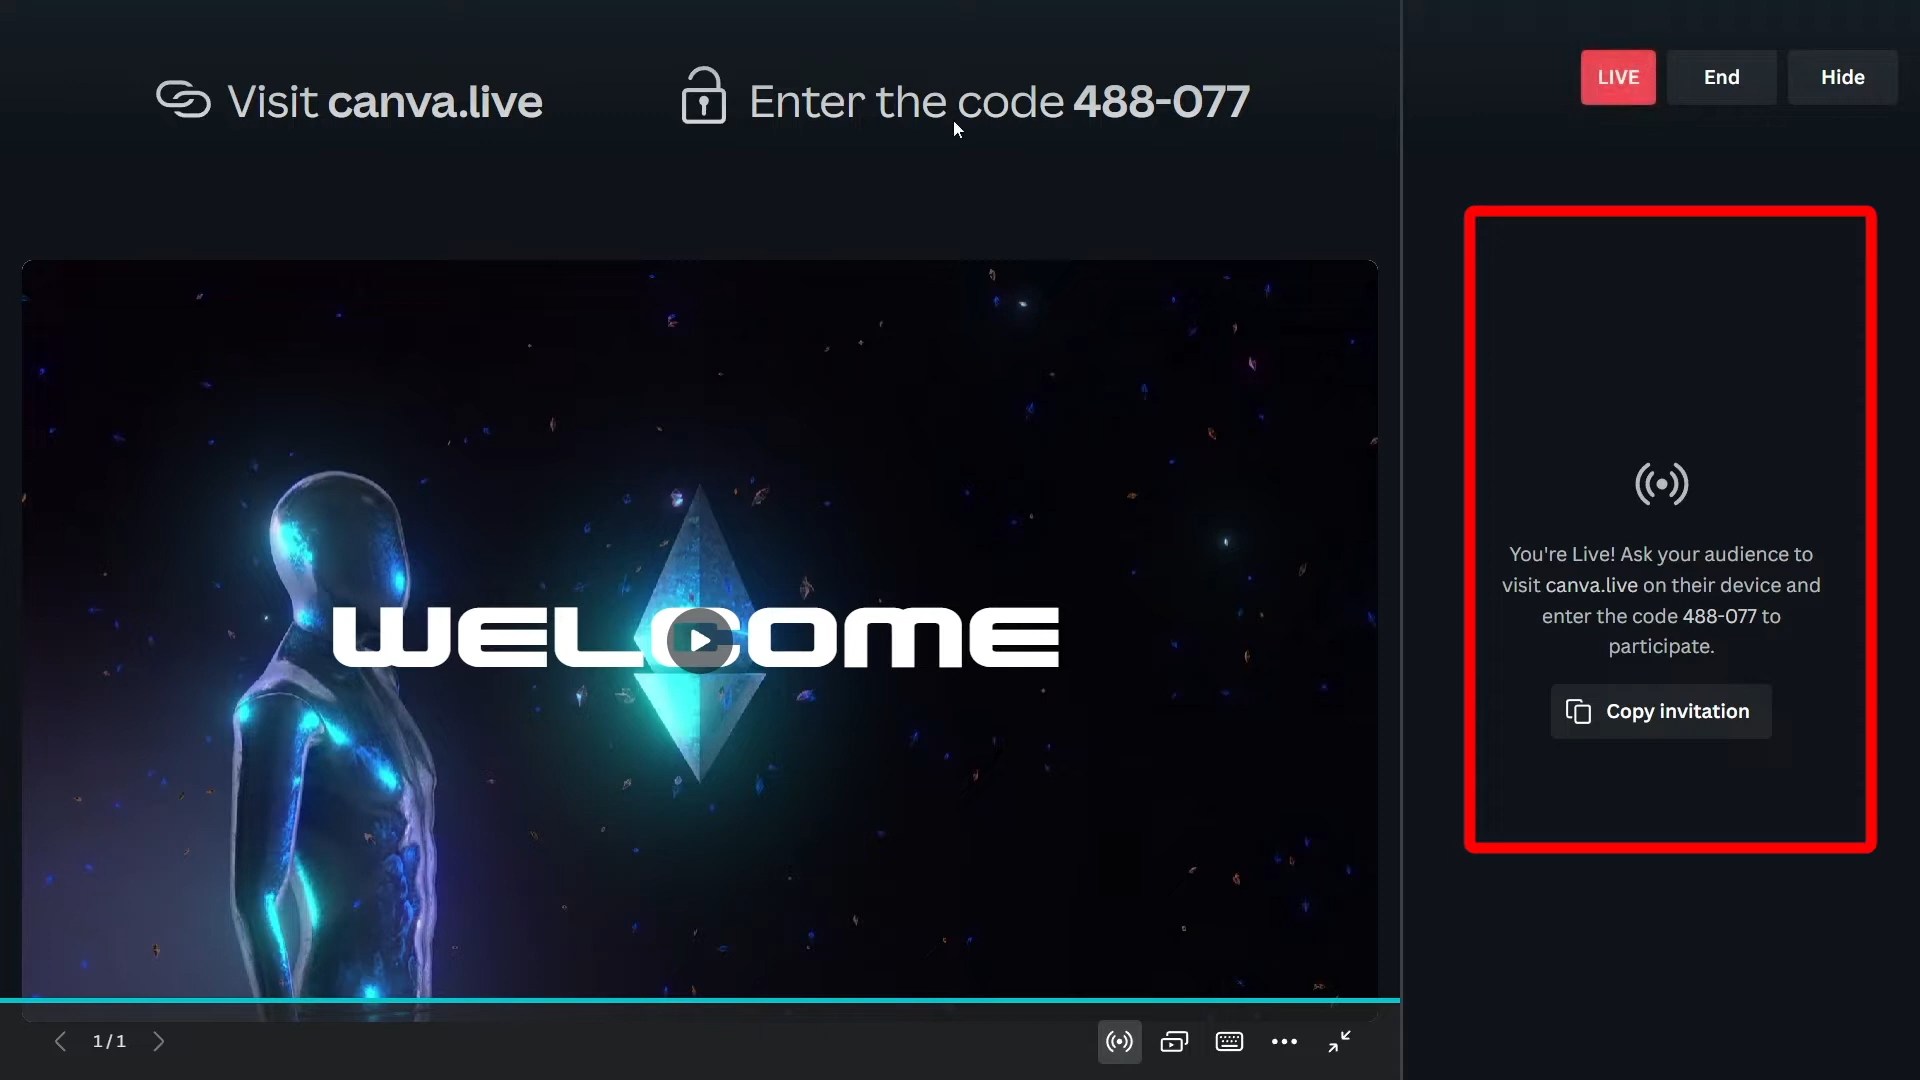 Visit canva.live
Enter the code 488-077
LIVE
End
Hide
WELCOME
You're Live! Ask your audience to
visit canva.live on their device and
enter the code 488-077 to
participate.
Copy invitation
1/1